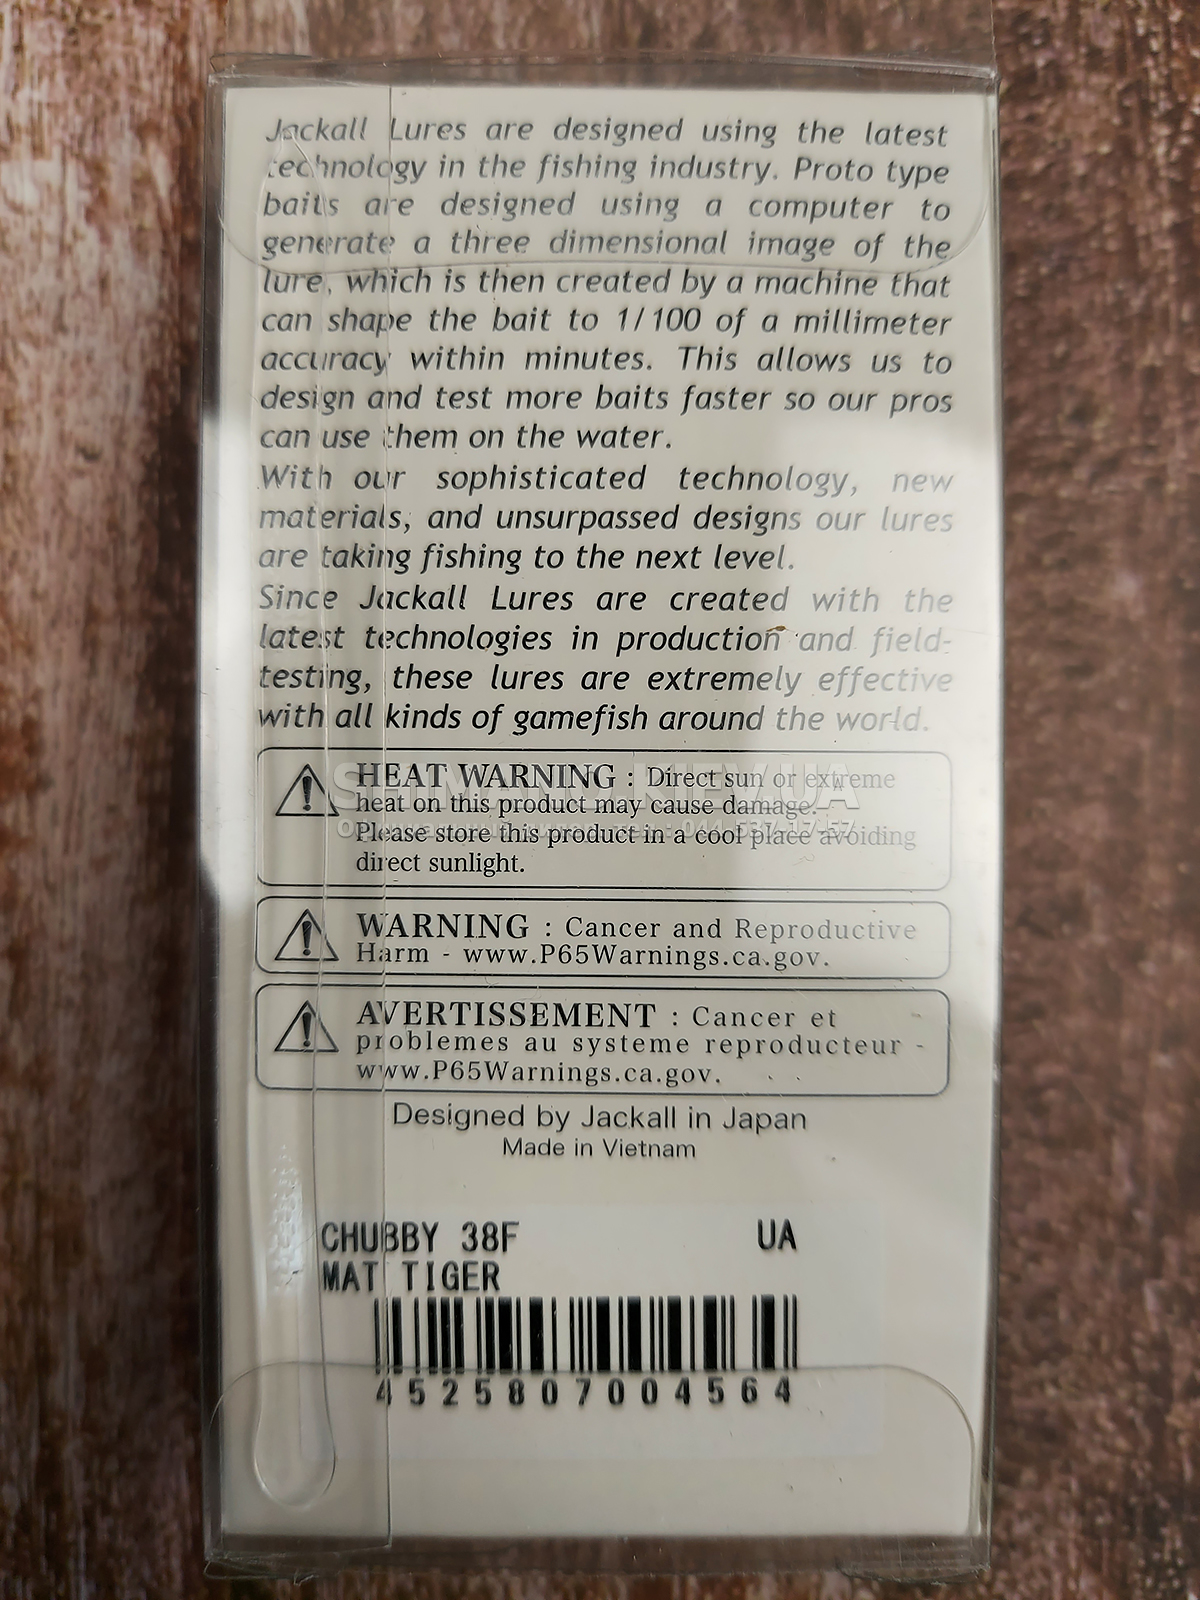 Jackall Lures are designed using the latest
technology in the fishing industry. Proto type
baits are designed using a computer to
generate a three dimensional image of the
lure, which is then created by a machine that
can shape the bait to 1/100 of a millimeter
accuracy within minutes. This allows us to
design and test more baits faster so our pros
can use them on the water.
With our sophisticated technology, new
materials, and unsurpassed designs our lures
are taking fishing to the next level.
Since Jackall Lures are created with the
latest technologies in production and field-
testing, these lures are extremely effective
with all kinds of gamefish around the world.
HEAT WARNING : Direct sun or extreme
heat on this product may cause damage.
Please store this product in a cool place avoiding
direct sunlight.
SHIMANO.KIEV.UA
WARNING : Cancer and Reproductive
Harm - www.P65Warnings.ca.gov.
AVERTISSEMENT : Cancer et
problemes au systeme reproducteur -
www.P65Warnings.ca.gov.
Designed by Jackall in Japan
Made in Vietnam
CHUBBY 38F UA
MAT TIGER
4525807004564